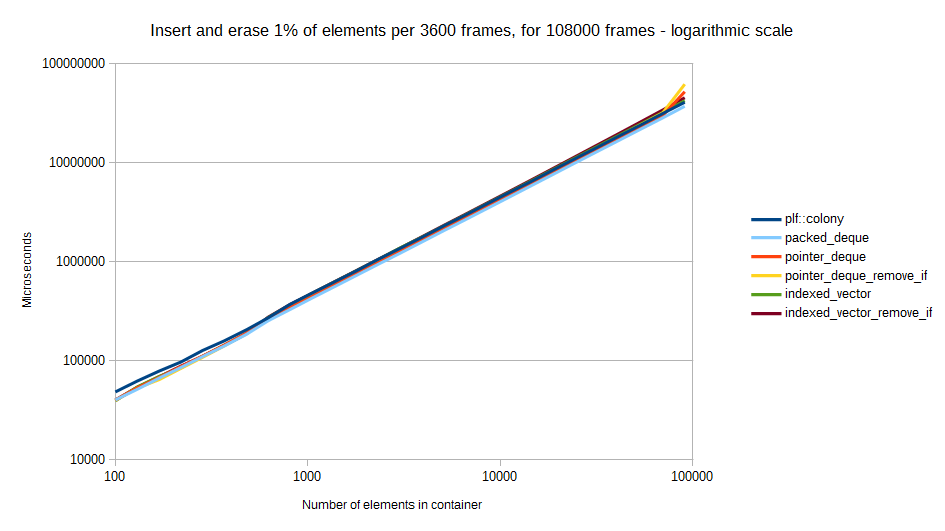 Insert and erase 1% of elements per 3600 frames, for 108000 frames - logarithmic scale
100000000
10000000
1000000
100000
10000
Microseconds
100
1000
10000
100000
Number of elements in container
plf::colony
packed_deque
pointer_deque
pointer_deque_remove_if
indexed_vector
indexed_vector_remove_if